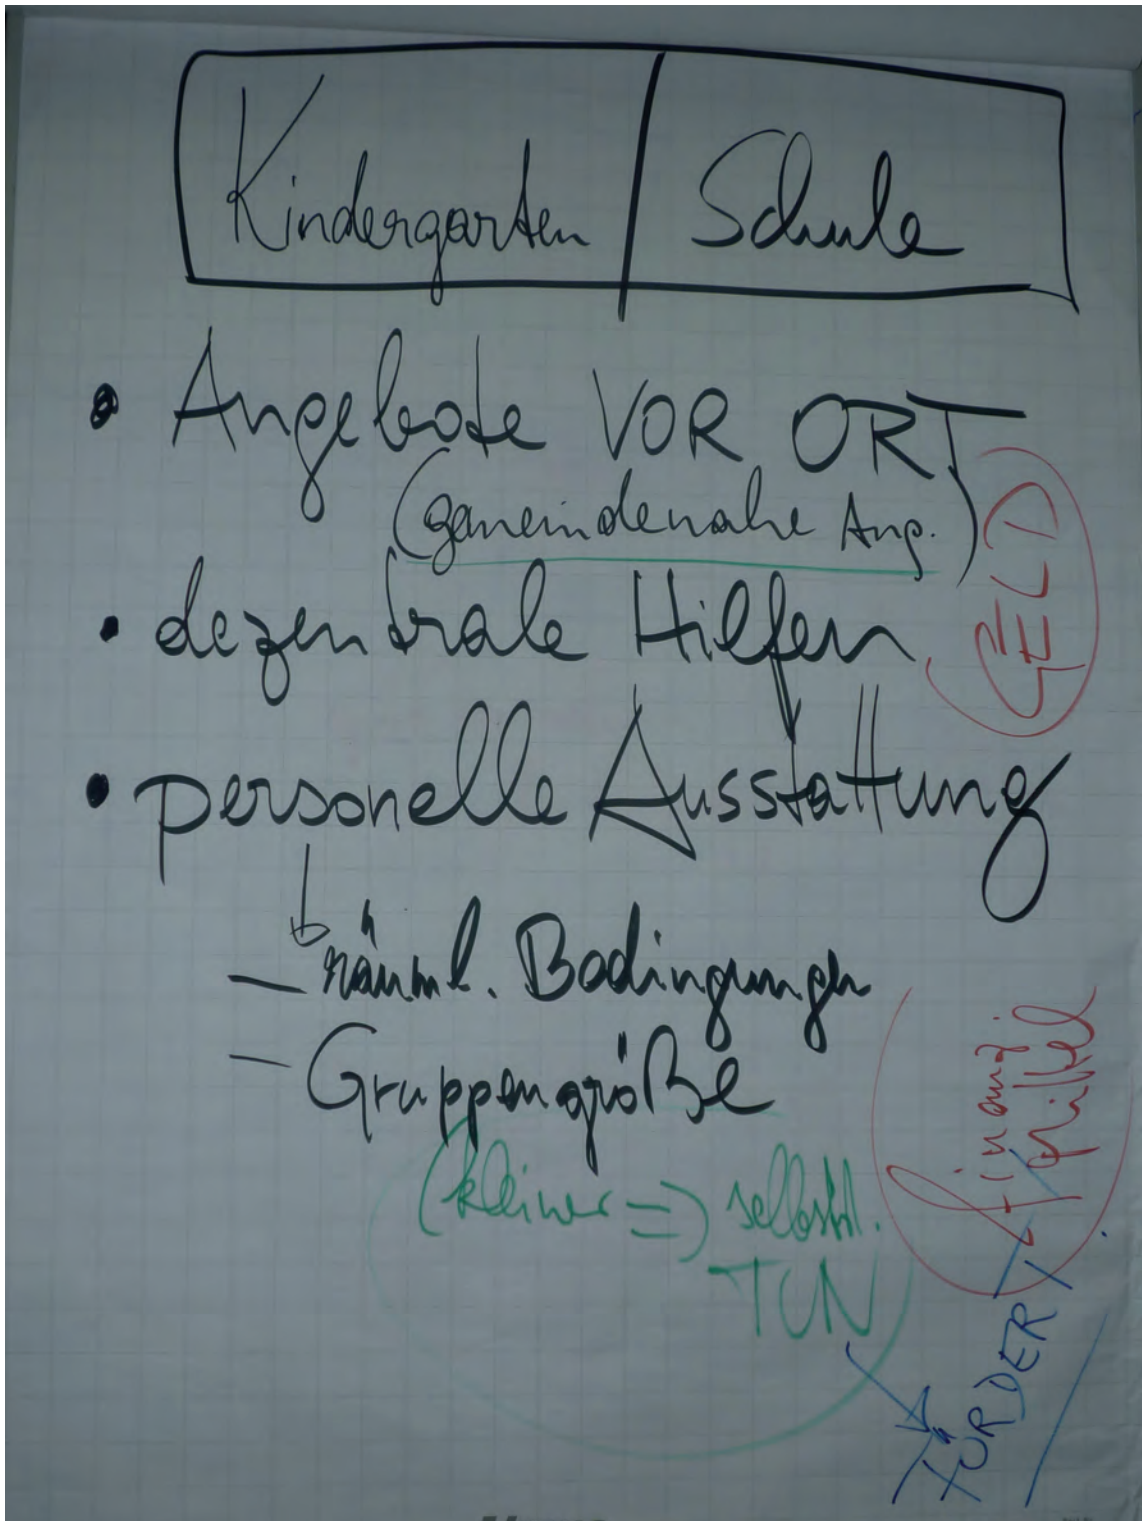 Kindergarten Schule
• Angebote VOR ORT
(gemeindenahe Ang.)
• dezentrale Hilfen
GELD
• personelle Ausstattung
– räuml. Bedingungen
– Gruppengröße
finanz.
Mittel
(kleiner => selbstst.
TUN
FÖRDERT